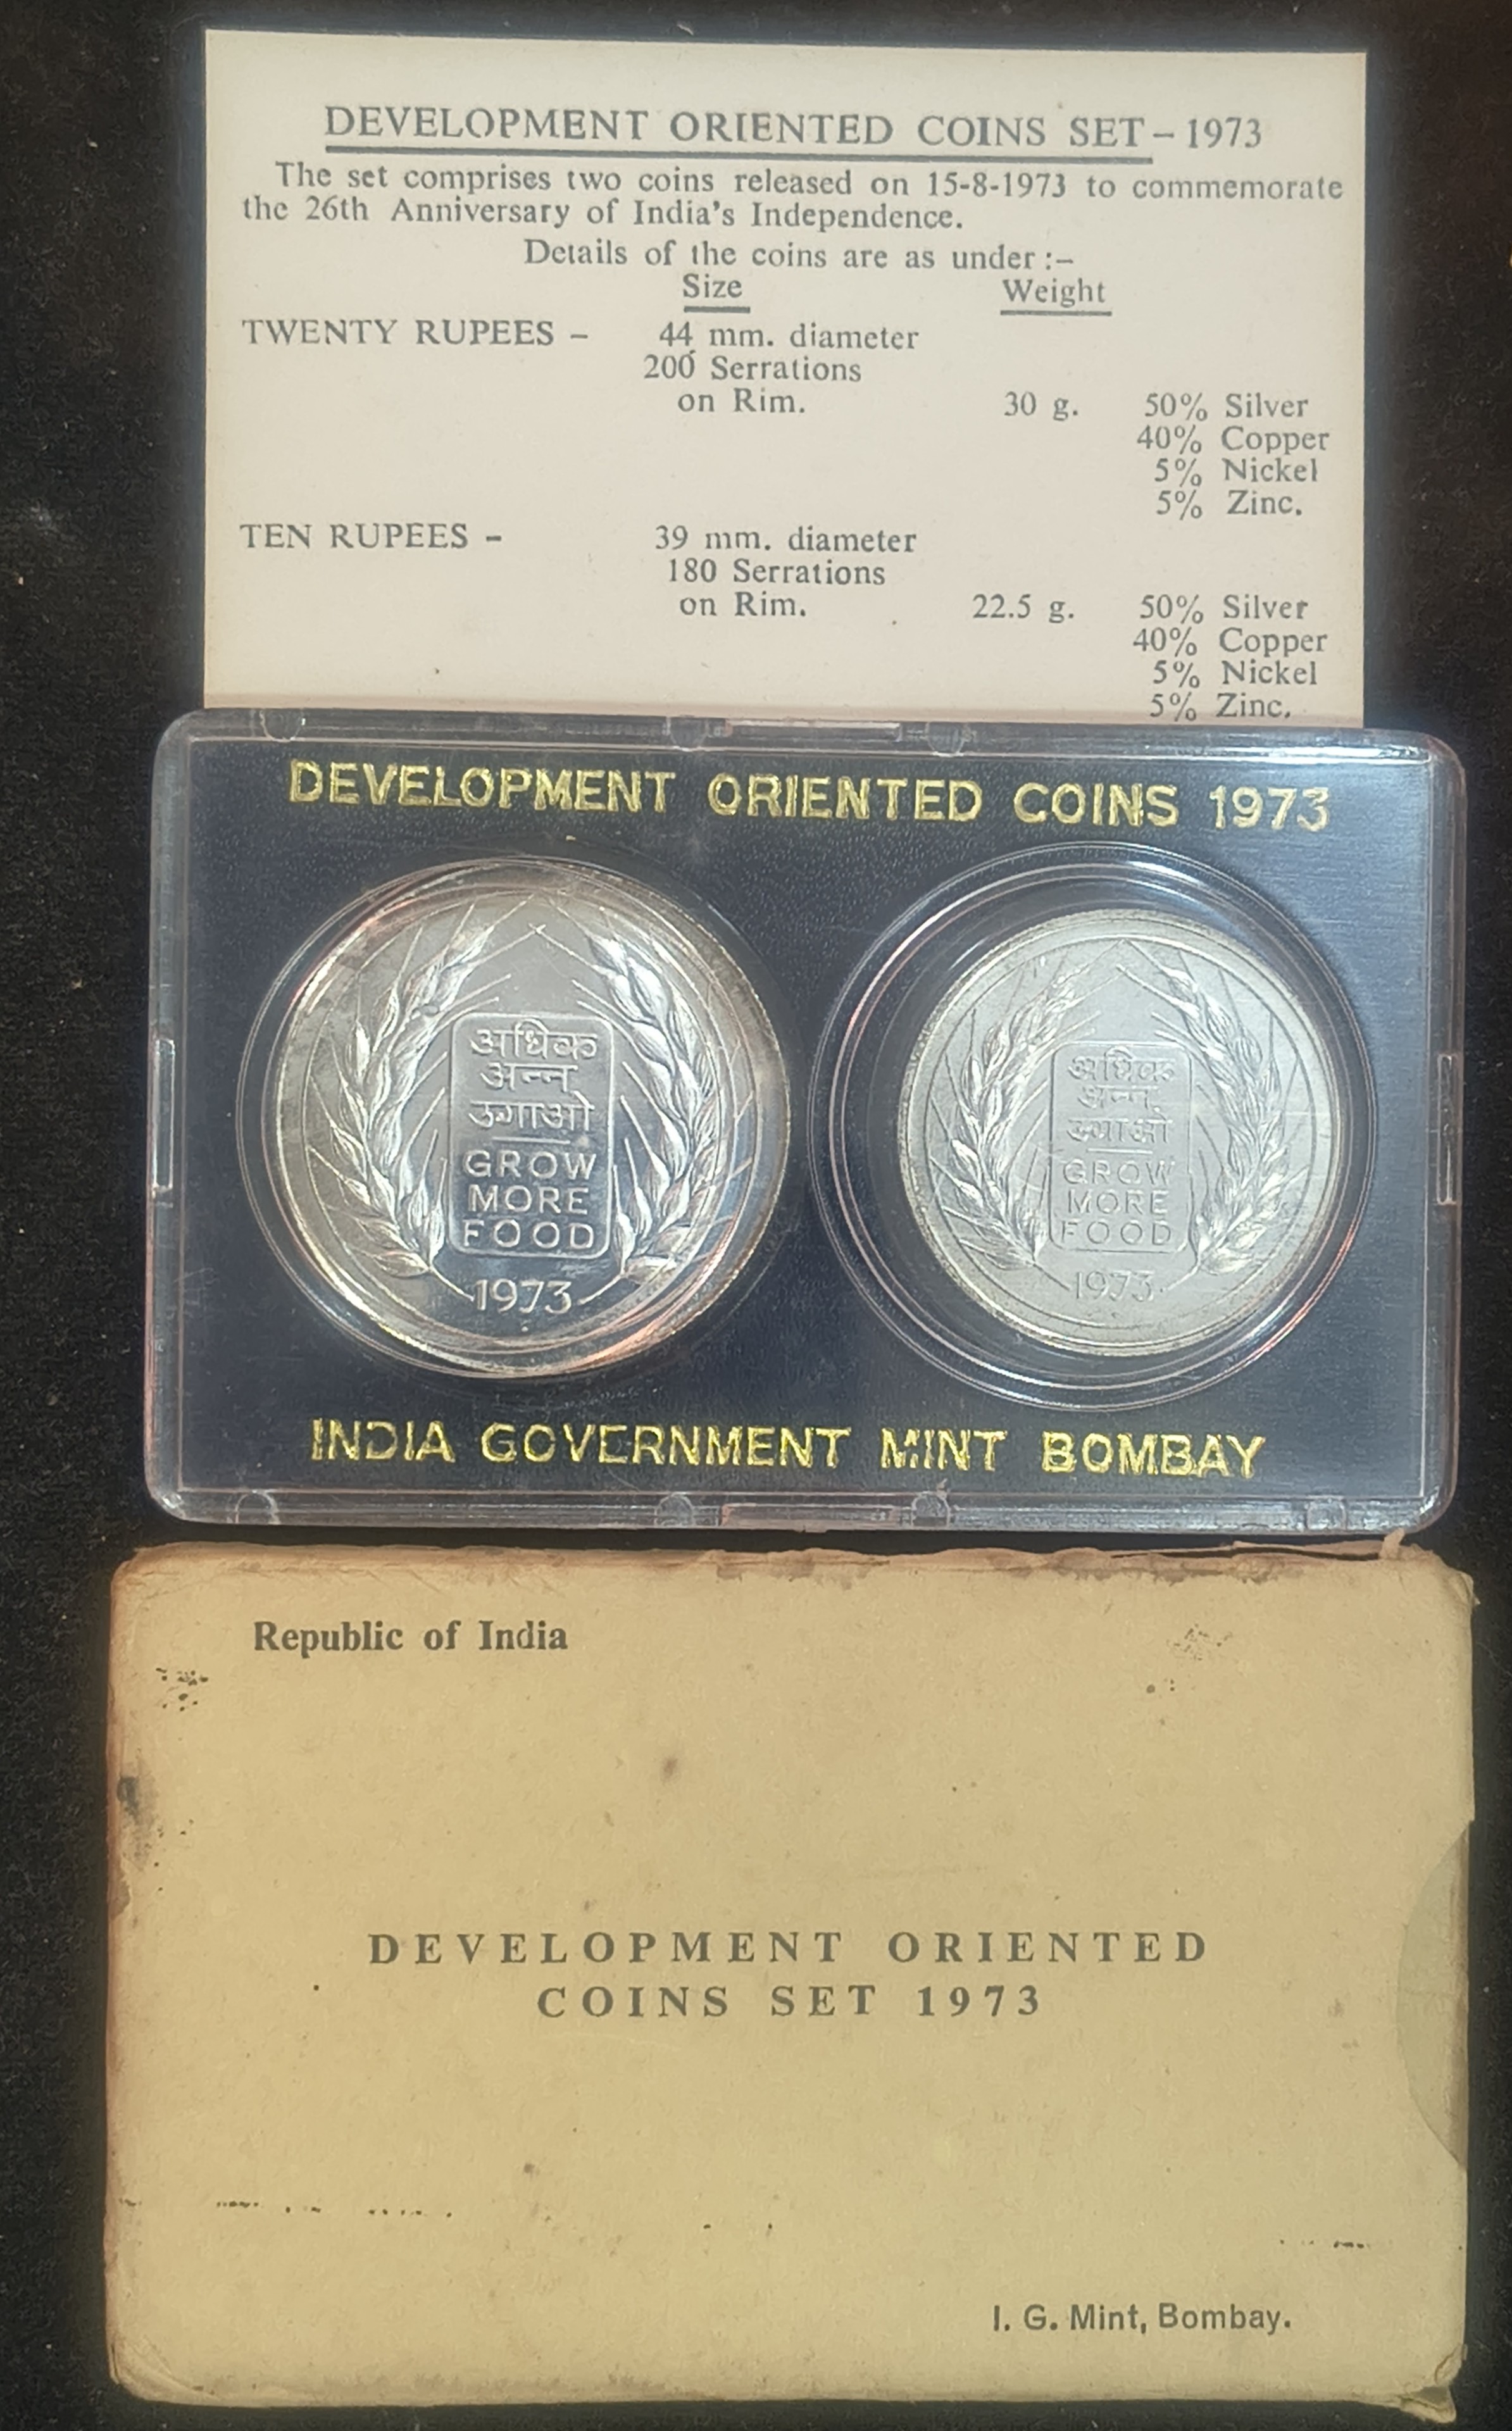 DEVELOPMENT ORIENTED COINS SET – 1973
The set comprises two coins released on 15-8-1973 to commemorate
the 26th Anniversary of India's Independence.
Details of the coins are as under :–
Size Weight
TWENTY RUPEES – 44 mm. diameter
200 Serrations
on Rim. 30 g. 50% Silver
40% Copper
5% Nickel
5% Zinc.
TEN RUPEES – 39 mm. diameter
180 Serrations
on Rim. 22.5 g. 50% Silver
40% Copper
5% Nickel
5% Zinc.
DEVELOPMENT ORIENTED COINS 1973
अधिक
अन्न
उगाओ
GROW
MORE
FOOD
1973
अधिक
अन्न
उगाओ
GROW
MORE
FOOD
1973
INDIA GOVERNMENT MINT BOMBAY
Republic of India
DEVELOPMENT ORIENTED
COINS SET 1973
I. G. Mint, Bombay.